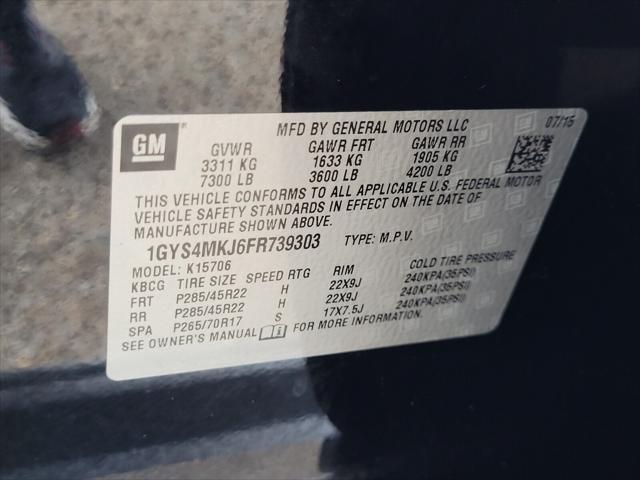 GM
MFD BY GENERAL MOTORS LLC 07/15
GVWR GAWR FRT GAWR RR
3311 KG 1633 KG 1905 KG
7300 LB 3600 LB 4200 LB
THIS VEHICLE CONFORMS TO ALL APPLICABLE U.S. FEDERAL MOTOR
VEHICLE SAFETY STANDARDS IN EFFECT ON THE DATE OF
MANUFACTURE SHOWN ABOVE.
1GYS4MKJ6FR739303 TYPE: M.P.V.
MODEL: K15706
KBCG TIRE SIZE SPEED RTG RIM COLD TIRE PRESSURE
FRT P285/45R22 H 22X9J 240KPA(35PSI)
RR P285/45R22 H 22X9J 240KPA(35PSI)
SPA P265/70R17 S 17X7.5J 240KPA(35PSI)
SEE OWNER'S MANUAL FOR MORE INFORMATION.